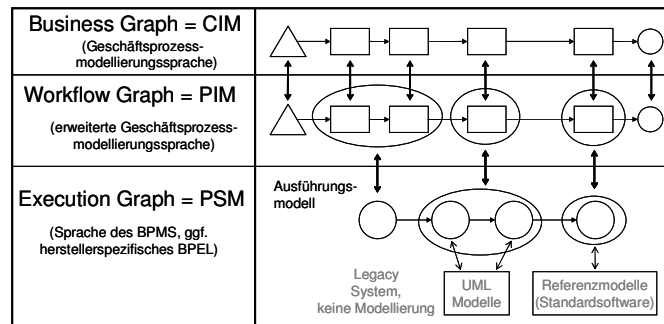 Business Graph = CIM
(Geschäftsprozess-
modellierungssprache)
Workflow Graph = PIM
(erweiterte Geschäftsprozess-
modellierungssprache)
Execution Graph = PSM
(Sprache des BPMS, ggf.
herstellerspezifisches BPEL)
Ausführungs-
modell
Legacy
System,
keine Modellierung
UML
Modelle
Referenzmodelle
(Standardsoftware)